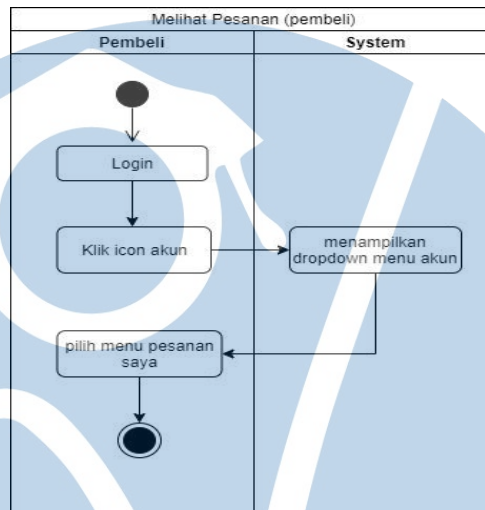 Melihat Pesanan (pembeli)
Pembeli
System
Login
Klik icon akun
menampilkan
dropdown menu akun
pilih menu pesanan
saya